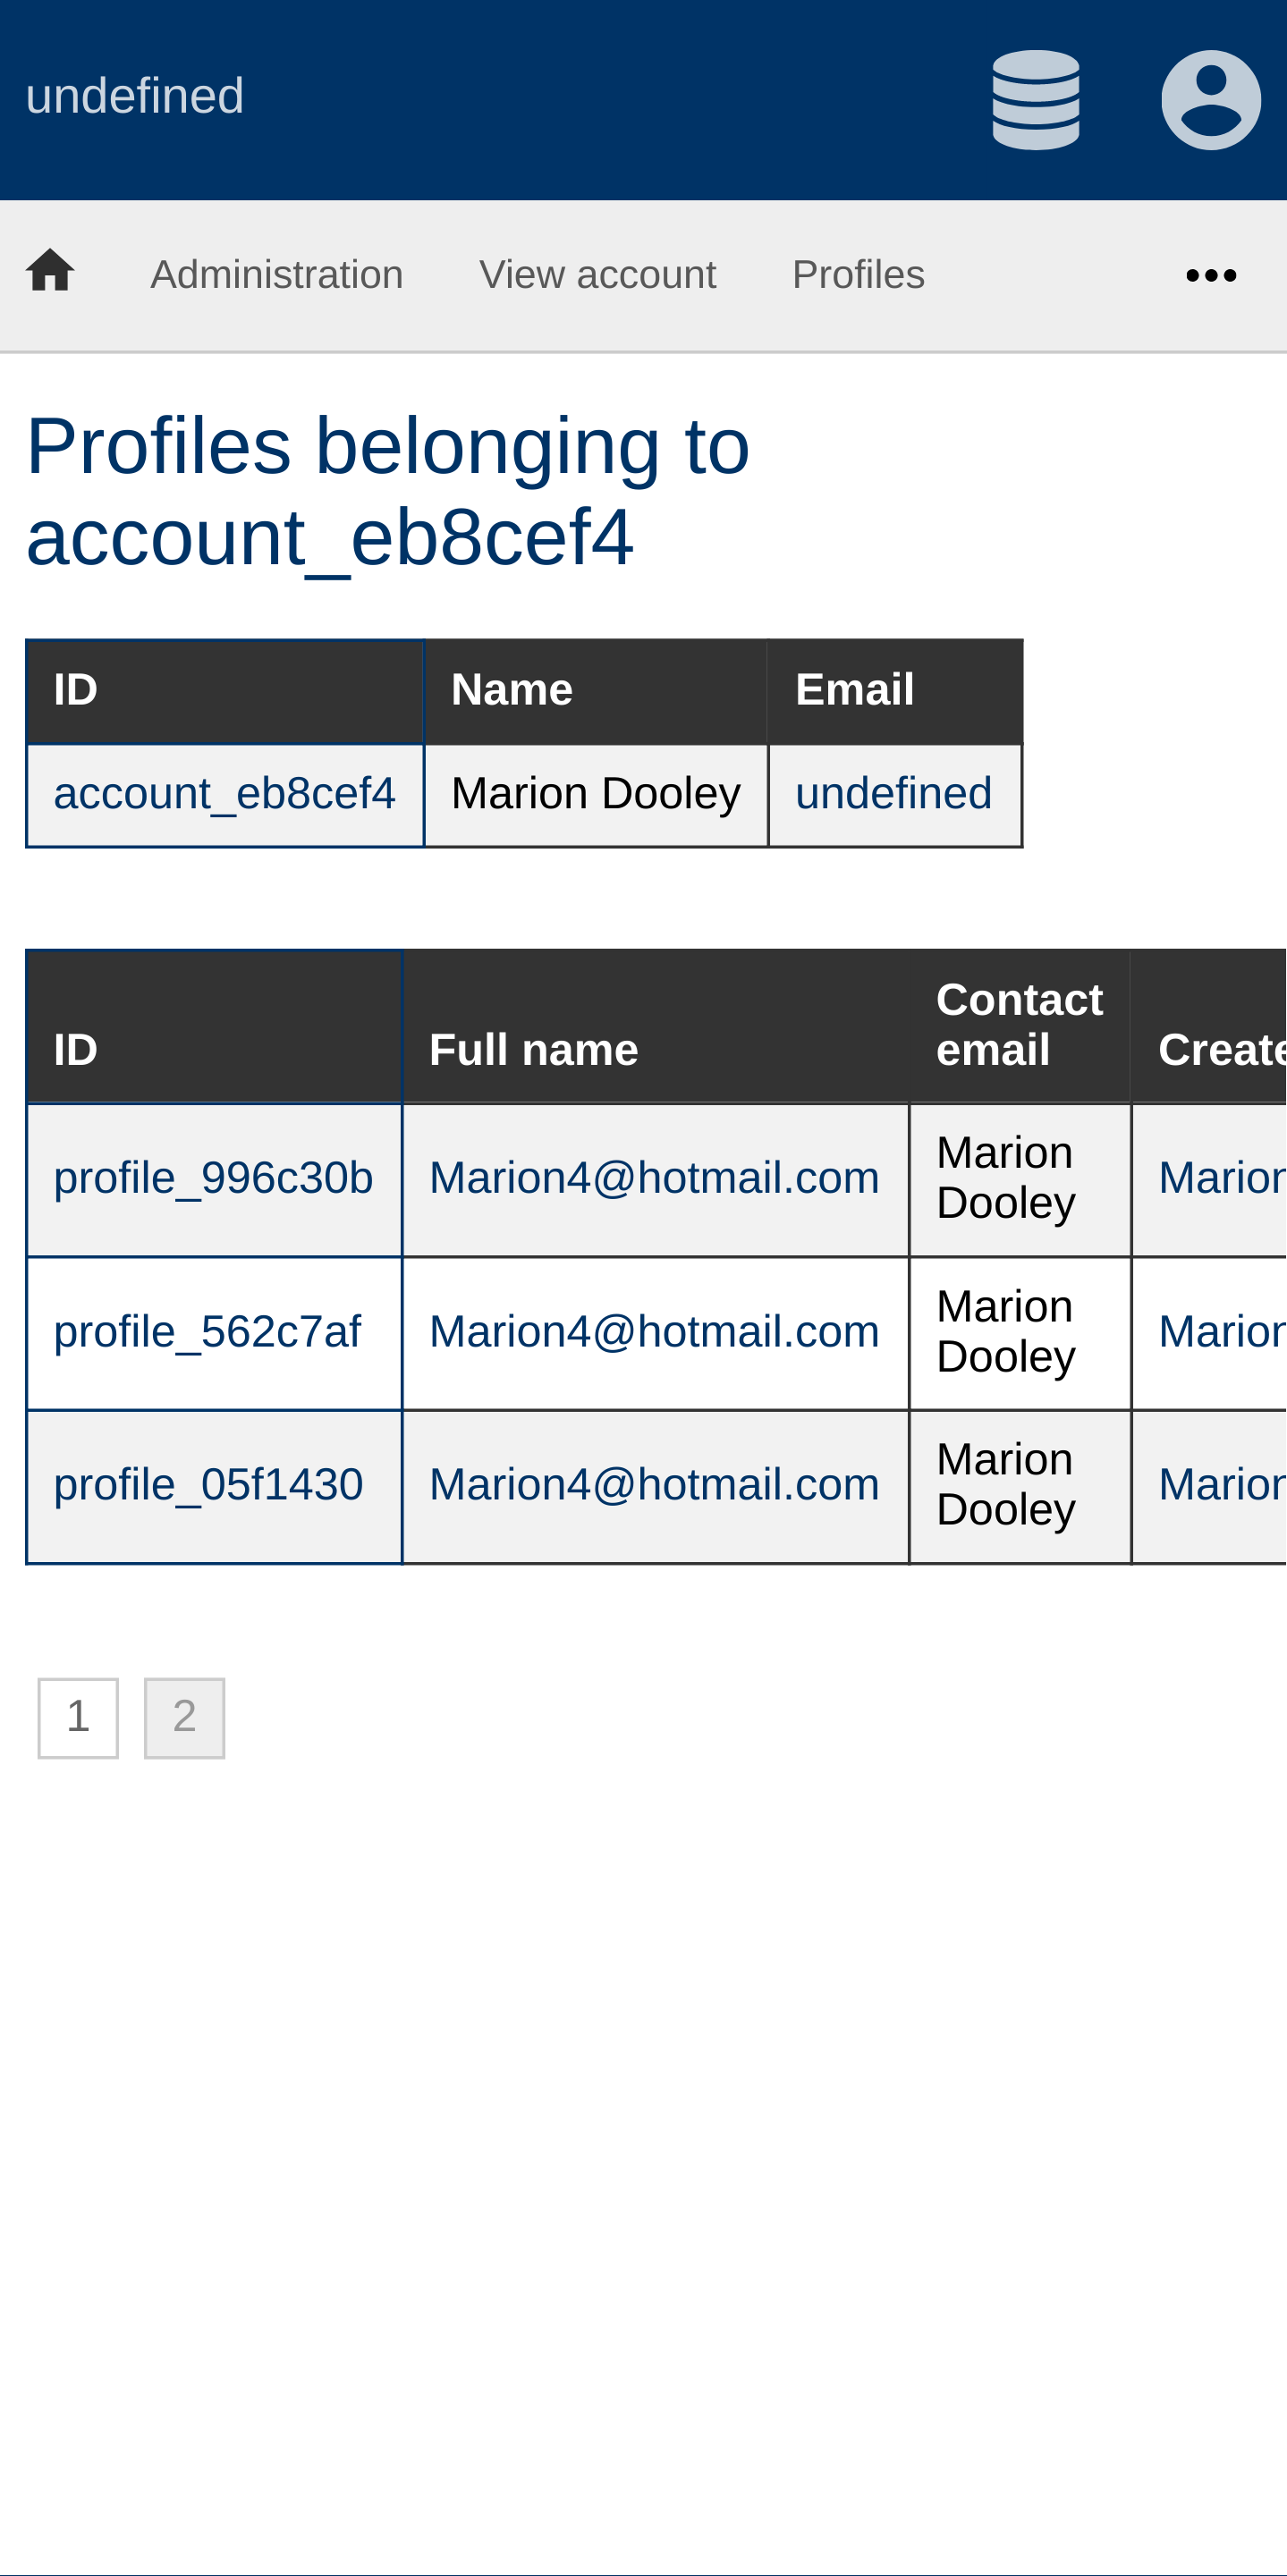 undefined
Administration View account Profiles
Profiles belonging to
account_eb8cef4
ID Name Email
account_eb8cef4 Marion Dooley undefined
ID Full name Contact email Create
profile_996c30b Marion4@hotmail.com Marion Dooley Marion
profile_562c7af Marion4@hotmail.com Marion Dooley Marion
profile_05f1430 Marion4@hotmail.com Marion Dooley Marion
1 2